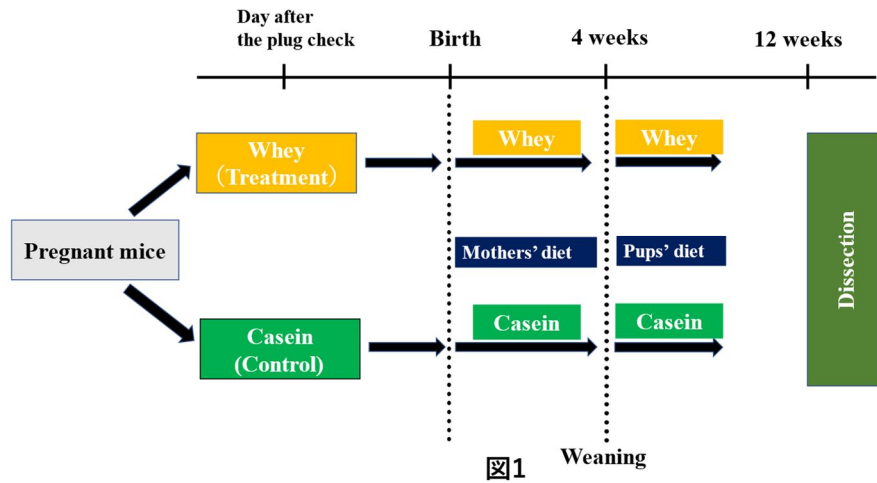 Day after
the plug check
Birth
4 weeks
12 weeks
Whey
（Treatment）
Whey
Whey
Pregnant mice
Mothers’ diet
Pups’ diet
Dissection
Casein
(Control)
Casein
Casein
図1
Weaning